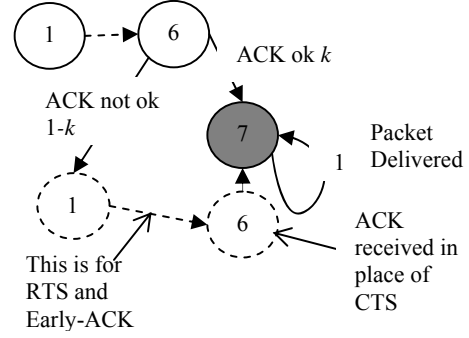 1
6
ACK ok k
ACK not ok
1-k
7
Packet
Delivered
1
1
6
ACK
received in
place of
CTS
This is for
RTS and
Early-ACK